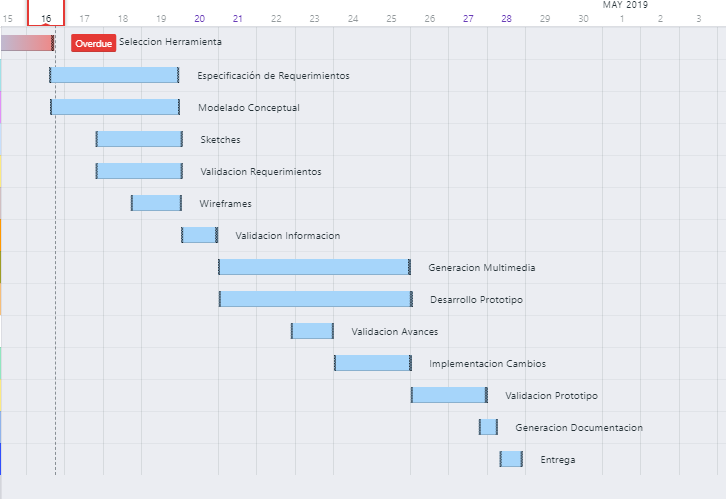 MAY 2019
15 16 17 18 19 20 21 22 23 24 25 26 27 28 29 30 1 2 3
Overdue Seleccion Herramienta
Especificación de Requerimientos
Modelado Conceptual
Sketches
Validacion Requerimientos
Wireframes
Validacion Informacion
Generacion Multimedia
Desarrollo Prototipo
Validacion Avances
Implementacion Cambios
Validacion Prototipo
Generacion Documentacion
Entrega